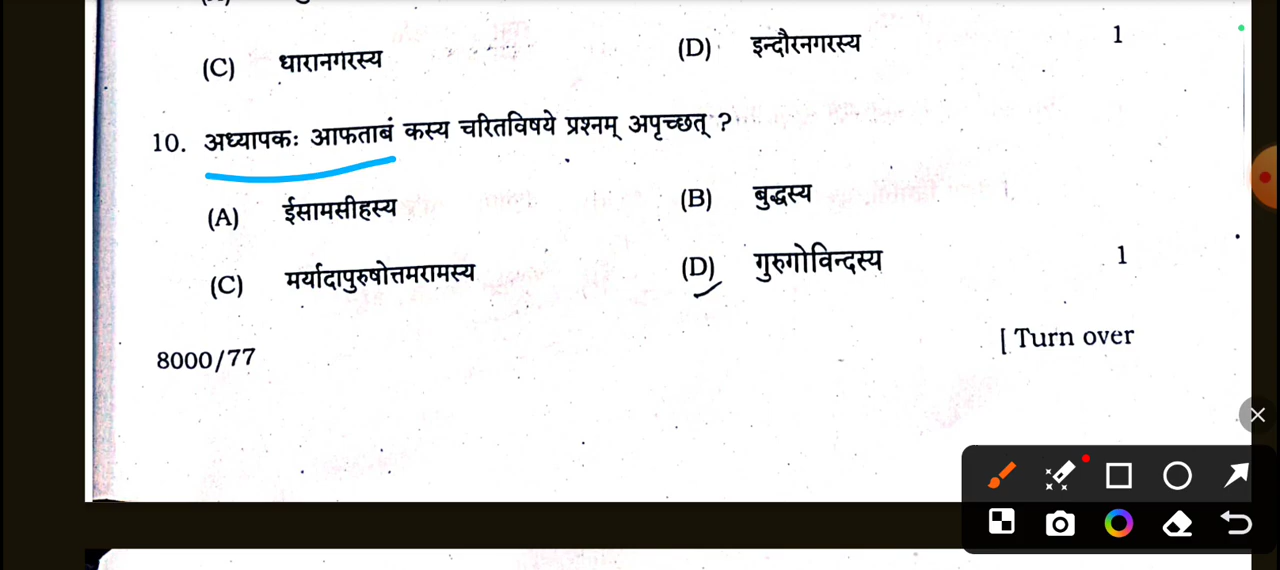 (C) धारानगरस्य (D) इन्दौरनगरस्य 1
10. अध्यापकः आफताबं कस्य चरितविषये प्रश्नम् अपृच्छत् ?
(A) ईसामसीहस्य (B) बुद्धस्य
(C) मर्यादापुरुषोत्तमरामस्य (D) गुरुगोविन्दस्य 1
8000/77 [ Turn over